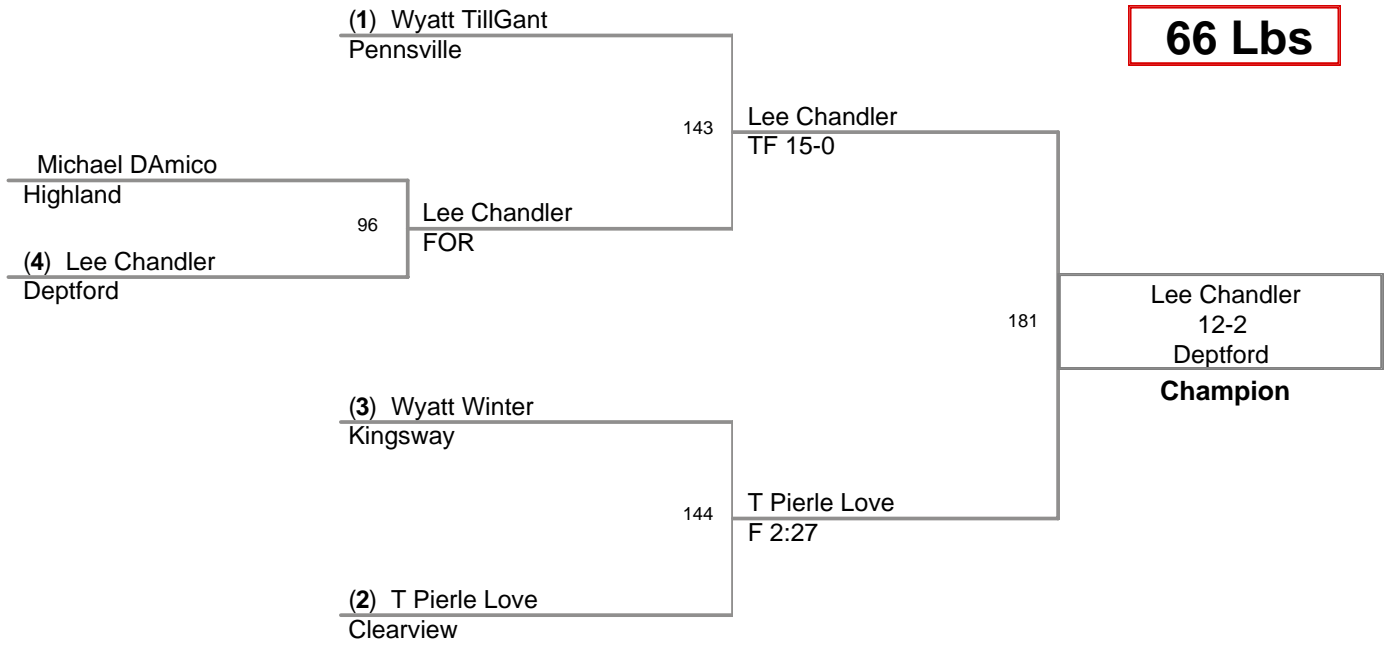 66 Lbs
(1) Wyatt TillGant
Pennsville
143
Lee Chandler
TF 15-0
Michael DAmico
Highland
96
Lee Chandler
FOR
(4) Lee Chandler
Deptford
181
Lee Chandler
12-2
Deptford
Champion
(3) Wyatt Winter
Kingsway
144
T Pierle Love
F 2:27
(2) T Pierle Love
Clearview